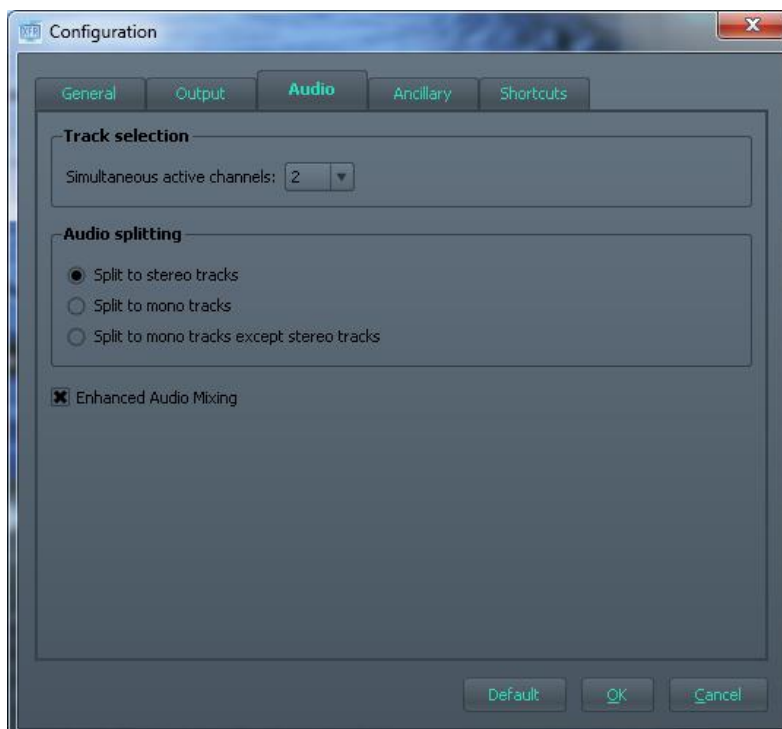 XFR Configuration
General Output Audio Ancillary Shortcuts
Track selection
Simultaneous active channels: 2
Audio splitting
Split to stereo tracks
Split to mono tracks
Split to mono tracks except stereo tracks
Enhanced Audio Mixing
Default OK Cancel